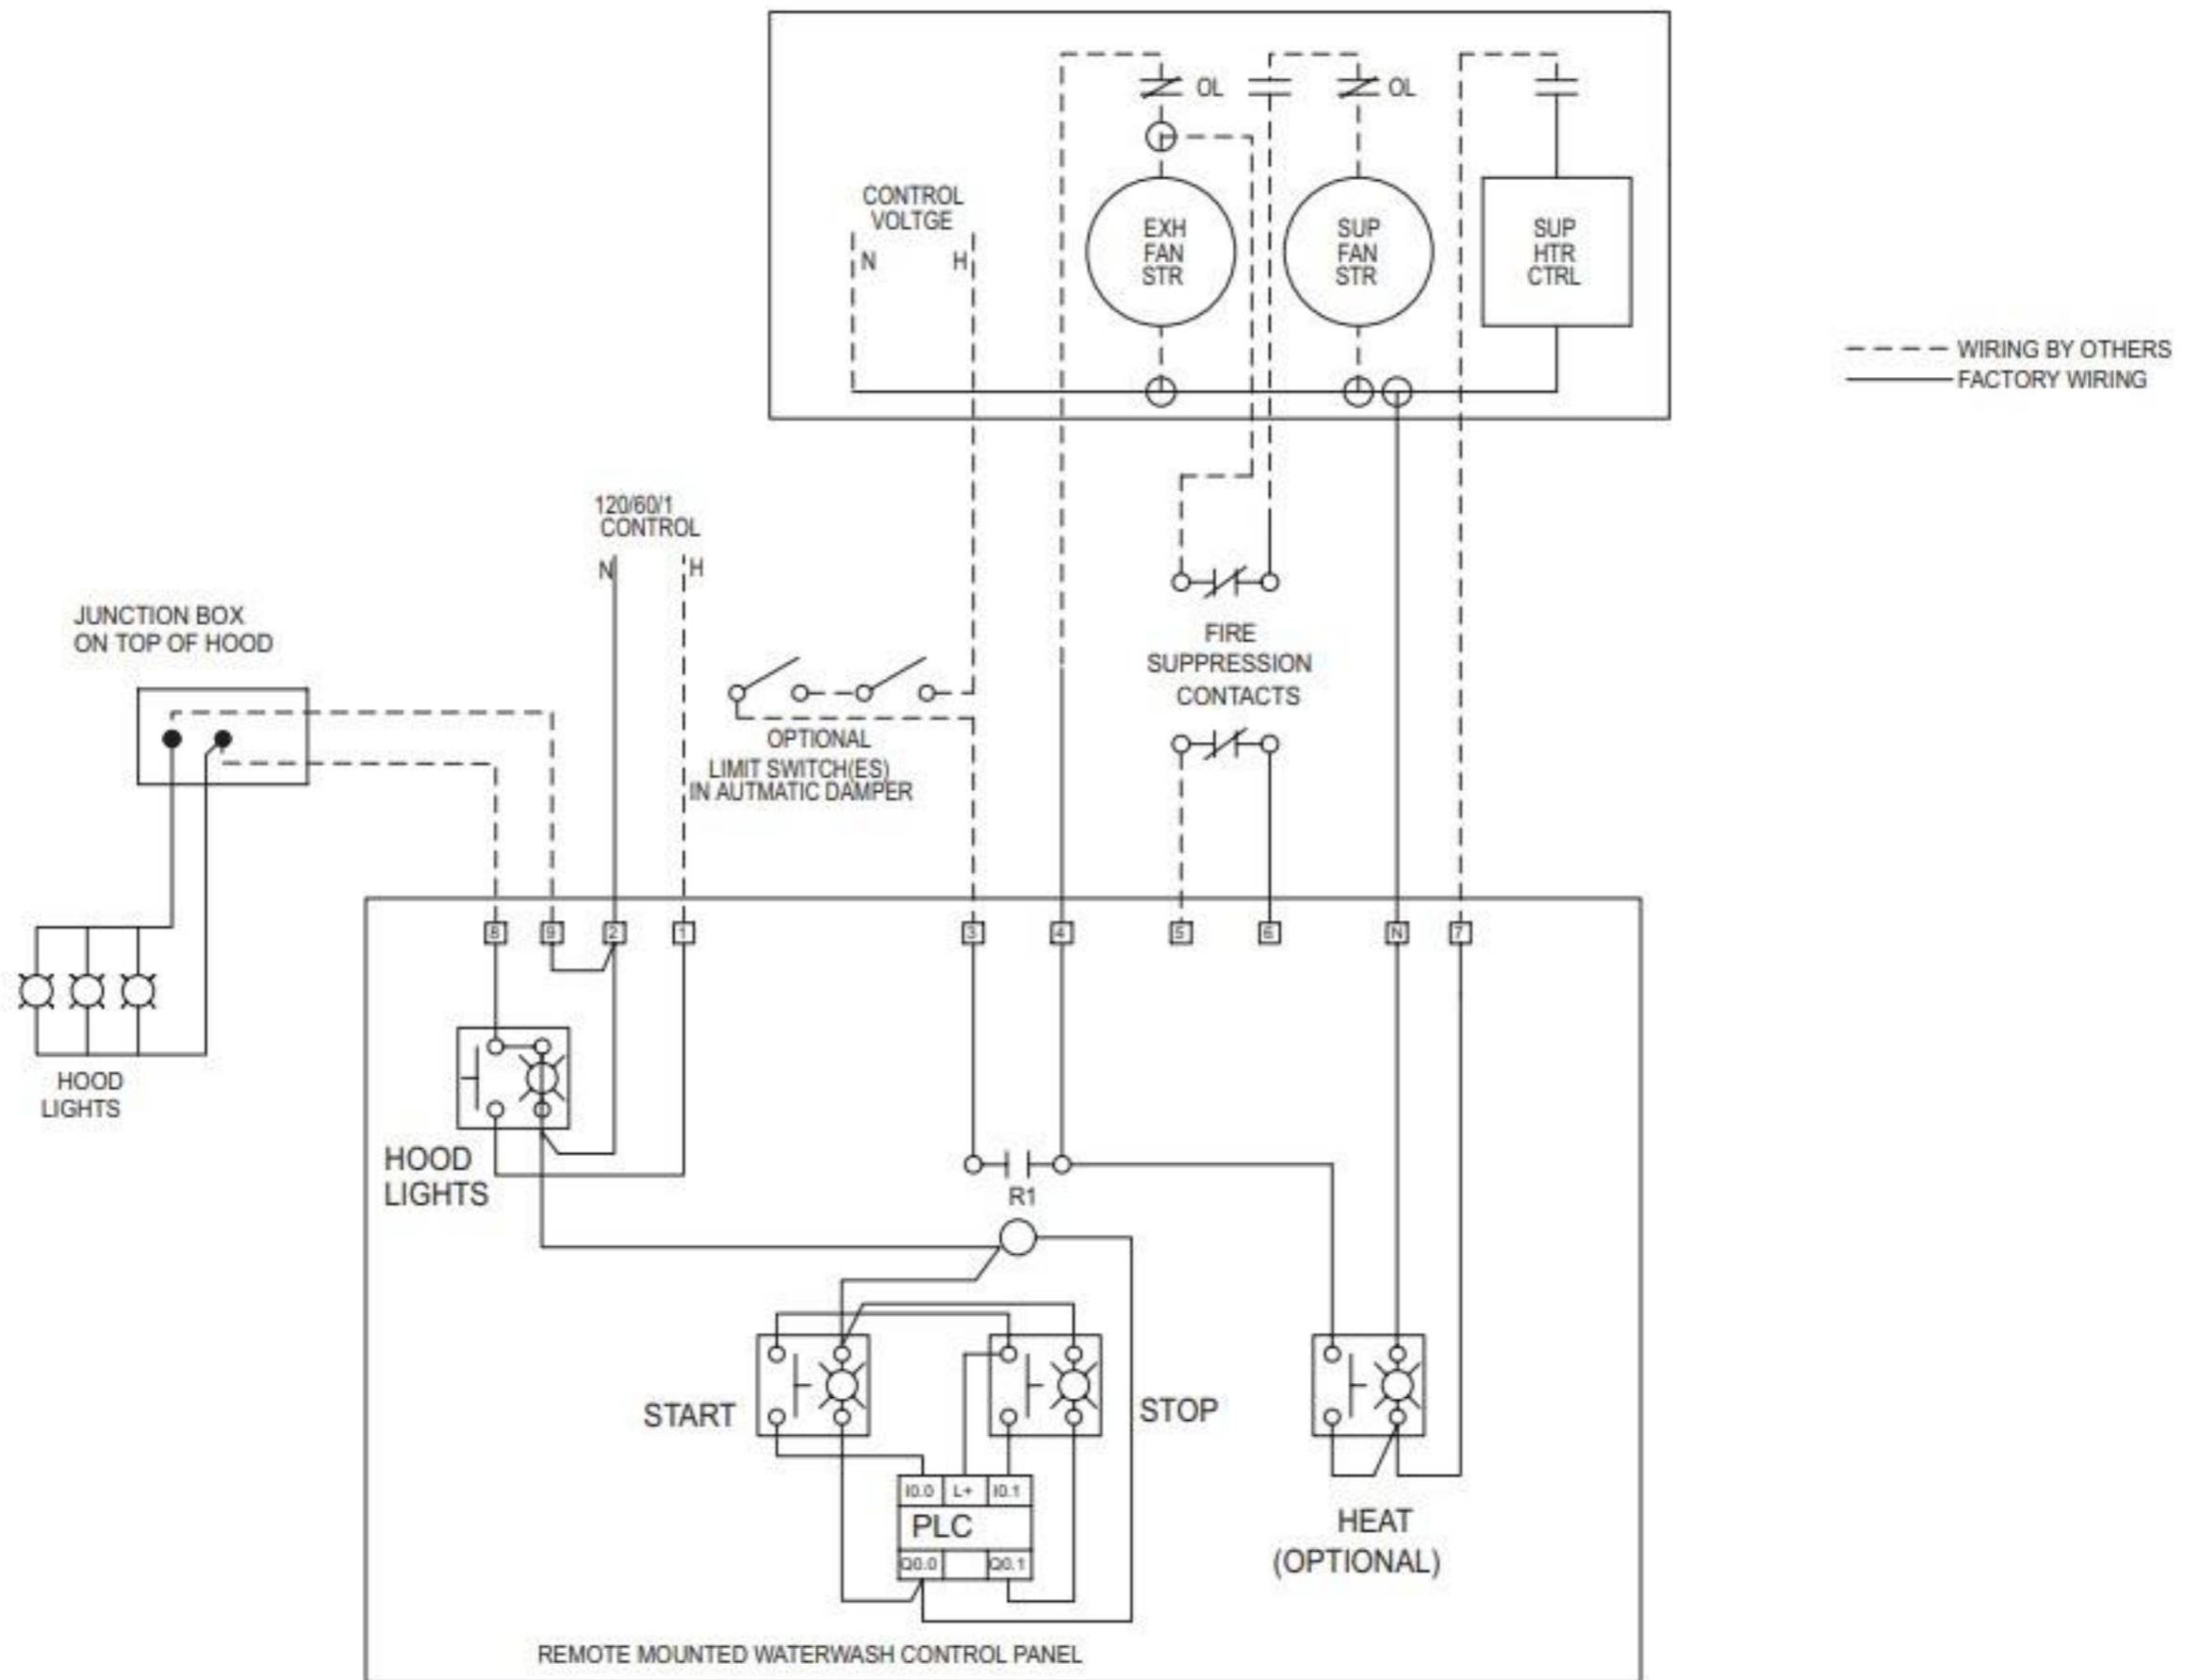 OL
OL
CONTROL
VOLTGE
N
H
EXH
FAN
STR
SUP
FAN
STR
SUP
HTR
CTRL
WIRING BY OTHERS
FACTORY WIRING
120/60/1
CONTROL
N
H
JUNCTION BOX
ON TOP OF HOOD
FIRE
SUPPRESSION
CONTACTS
OPTIONAL
LIMIT SWITCH(ES)
IN AUTMATIC DAMPER
8
9
2
1
3
4
5
6
N
7
HOOD
LIGHTS
HOOD
LIGHTS
R1
START
STOP
I0.0
L+
I0.1
PLC
Q0.0
Q0.1
HEAT
(OPTIONAL)
REMOTE MOUNTED WATERWASH CONTROL PANEL